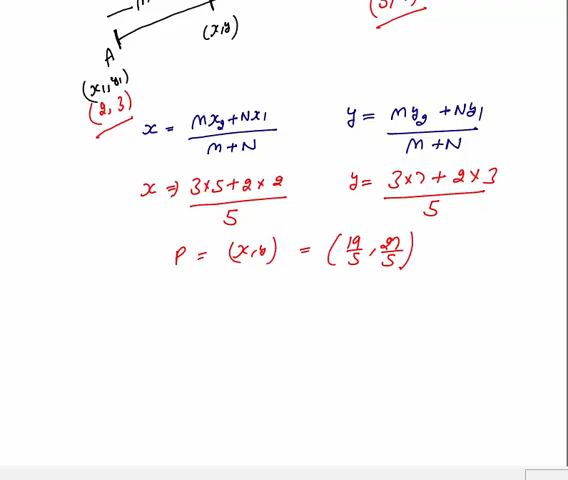 (x,y)
A
(x1, y1)
(2, 3)
x = Mx2+Nx1 / M+N
y = My2 +Ny1 / M+N
x => 3×5+2×2 / 5
y = 3×7+2×3 / 5
P = (x,y) = (19/5, 27/5)